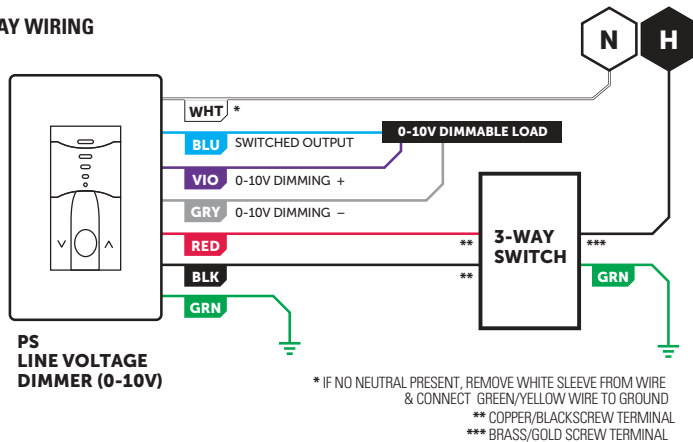 AY WIRING
N
H
WHT *
BLU SWITCHED OUTPUT
0-10V DIMMABLE LOAD
VIO 0-10V DIMMING +
GRY 0-10V DIMMING –
RED
**
3-WAY
SWITCH
***
BLK
**
GRN
GRN
PS
LINE VOLTAGE
DIMMER (0-10V)
* IF NO NEUTRAL PRESENT, REMOVE WHITE SLEEVE FROM WIRE
& CONNECT GREEN/YELLOW WIRE TO GROUND
** COPPER/BLACKSCREW TERMINAL
*** BRASS/GOLD SCREW TERMINAL